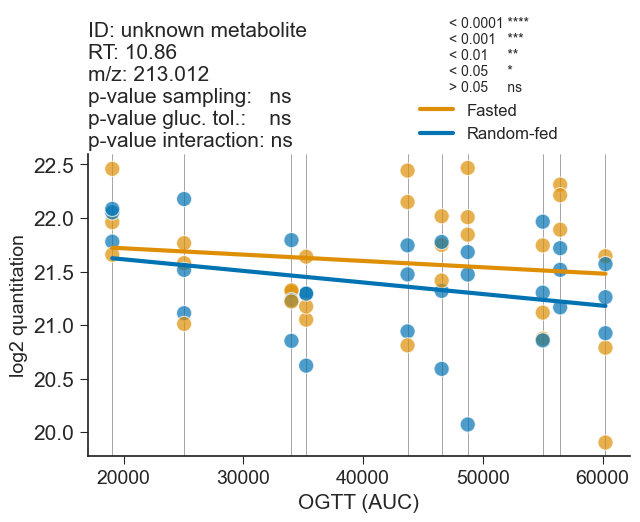 ID: unknown metabolite
RT: 10.86
m/z: 213.012
p-value sampling: ns
p-value gluc. tol.: ns
p-value interaction: ns
< 0.0001 ****
< 0.001 ***
< 0.01 **
< 0.05 *
> 0.05 ns
Fasted
Random-fed
log2 quantitation
22.5
22.0
21.5
21.0
20.5
20.0
20000 30000 40000 50000 60000
OGTT (AUC)